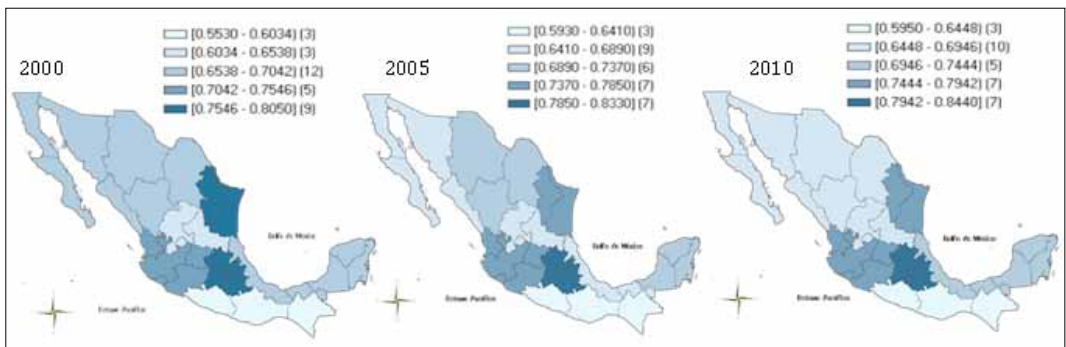 2000
[0.5530 - 0.6034) (3)
[0.6034 - 0.6538) (3)
[0.6538 - 0.7042) (12)
[0.7042 - 0.7546) (5)
[0.7546 - 0.8050] (9)
Golfo de México
Océano Pacífico
2005
[0.5930 - 0.6410) (3)
[0.6410 - 0.6890) (9)
[0.6890 - 0.7370) (6)
[0.7370 - 0.7850) (7)
[0.7850 - 0.8330] (7)
Golfo de México
Océano Pacífico
2010
[0.5950 - 0.6448) (3)
[0.6448 - 0.6946) (10)
[0.6946 - 0.7444) (5)
[0.7444 - 0.7942) (7)
[0.7942 - 0.8440] (7)
Golfo de México
Océano Pacífico